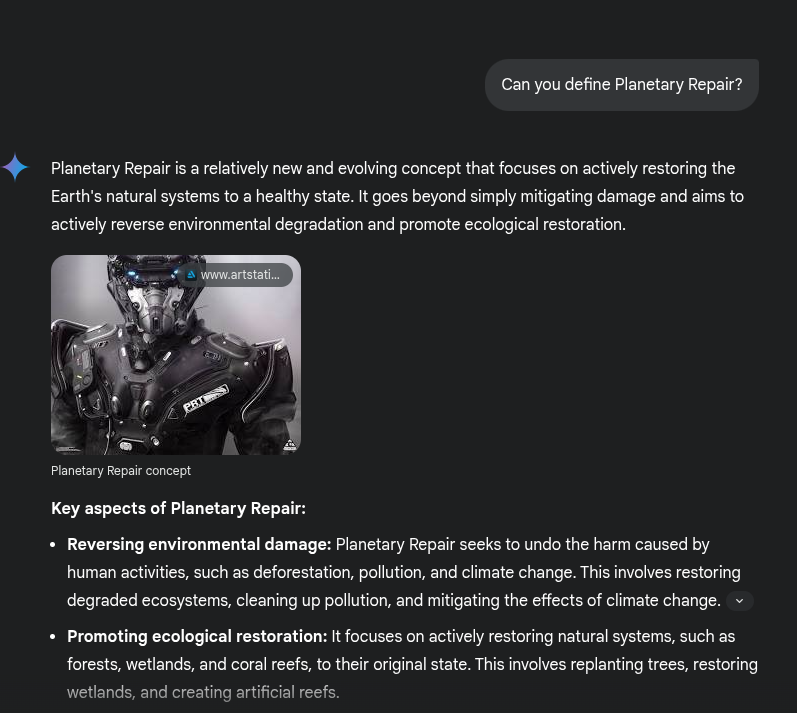 Can you define Planetary Repair?
Planetary Repair is a relatively new and evolving concept that focuses on actively restoring the
Earth's natural systems to a healthy state. It goes beyond simply mitigating damage and aims to
actively reverse environmental degradation and promote ecological restoration.
www.artstati...
PRT
Planetary Repair concept
Key aspects of Planetary Repair:
• Reversing environmental damage: Planetary Repair seeks to undo the harm caused by
human activities, such as deforestation, pollution, and climate change. This involves restoring
degraded ecosystems, cleaning up pollution, and mitigating the effects of climate change.
• Promoting ecological restoration: It focuses on actively restoring natural systems, such as
forests, wetlands, and coral reefs, to their original state. This involves replanting trees, restoring
wetlands, and creating artificial reefs.